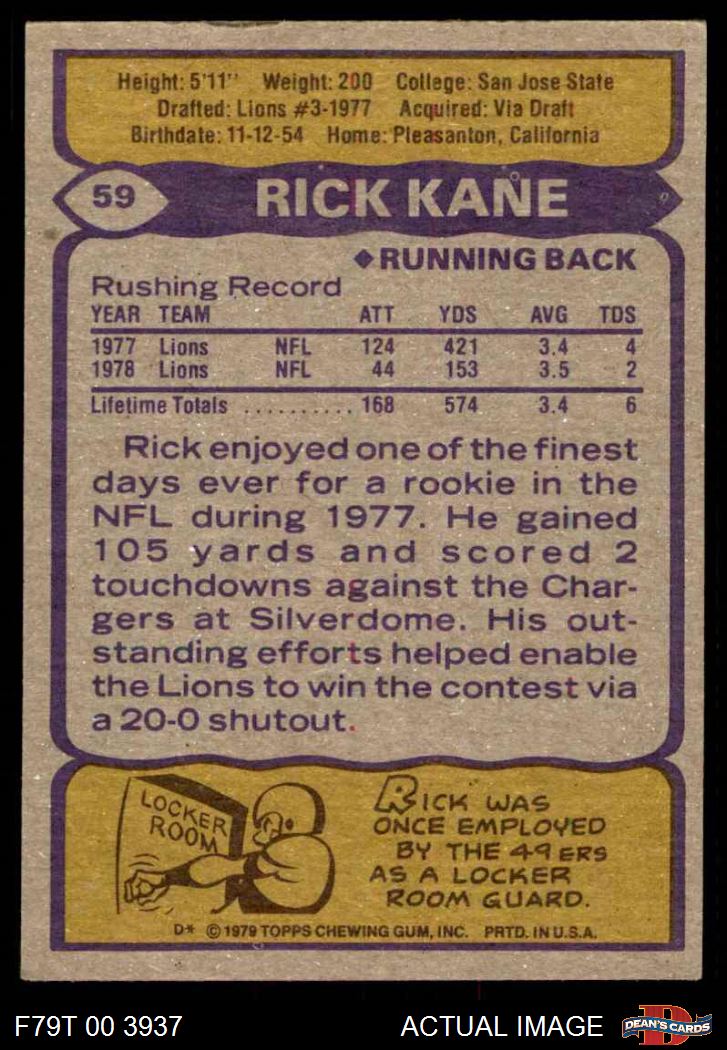 Height: 5'11" Weight: 200 College: San Jose State
Drafted: Lions #3-1977 Acquired: Via Draft
Birthdate: 11-12-54 Home: Pleasanton, California
59 RICK KANE
◆RUNNING BACK
Rushing Record
YEAR TEAM ATT YDS AVG TDS
1977 Lions NFL 124 421 3.4 4
1978 Lions NFL 44 153 3.5 2
Lifetime Totals .......... 168 574 3.4 6
Rick enjoyed one of the finest
days ever for a rookie in the
NFL during 1977. He gained
105 yards and scored 2
touchdowns against the Char-
gers at Silverdome. His out-
standing efforts helped enable
the Lions to win the contest via
a 20-0 shutout.
LOCKER
ROOM
RICK WAS
ONCE EMPLOYED
BY THE 49ERS
AS A LOCKER
ROOM GUARD.
D* © 1979 TOPPS CHEWING GUM, INC. PRTD. IN U.S.A.
F79T 00 3937 ACTUAL IMAGE D DEAN'S CARDS